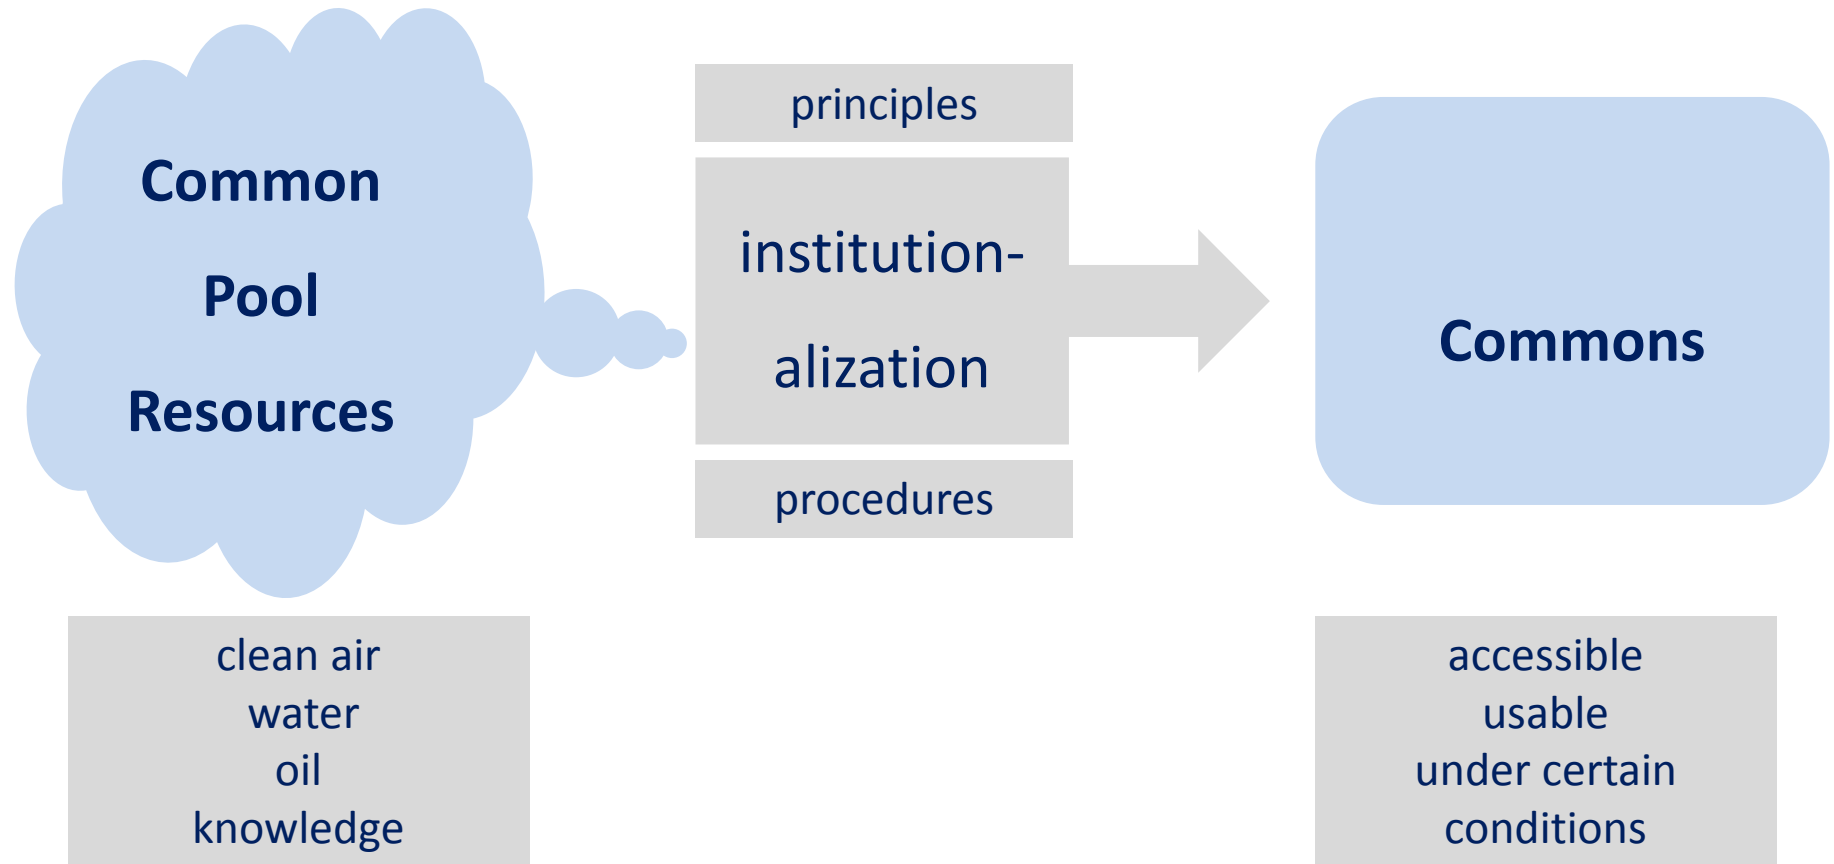 Common
Pool
Resources
clean air
water
oil
knowledge
principles
institution-
alization
procedures
Commons
accessible
usable
under certain
conditions